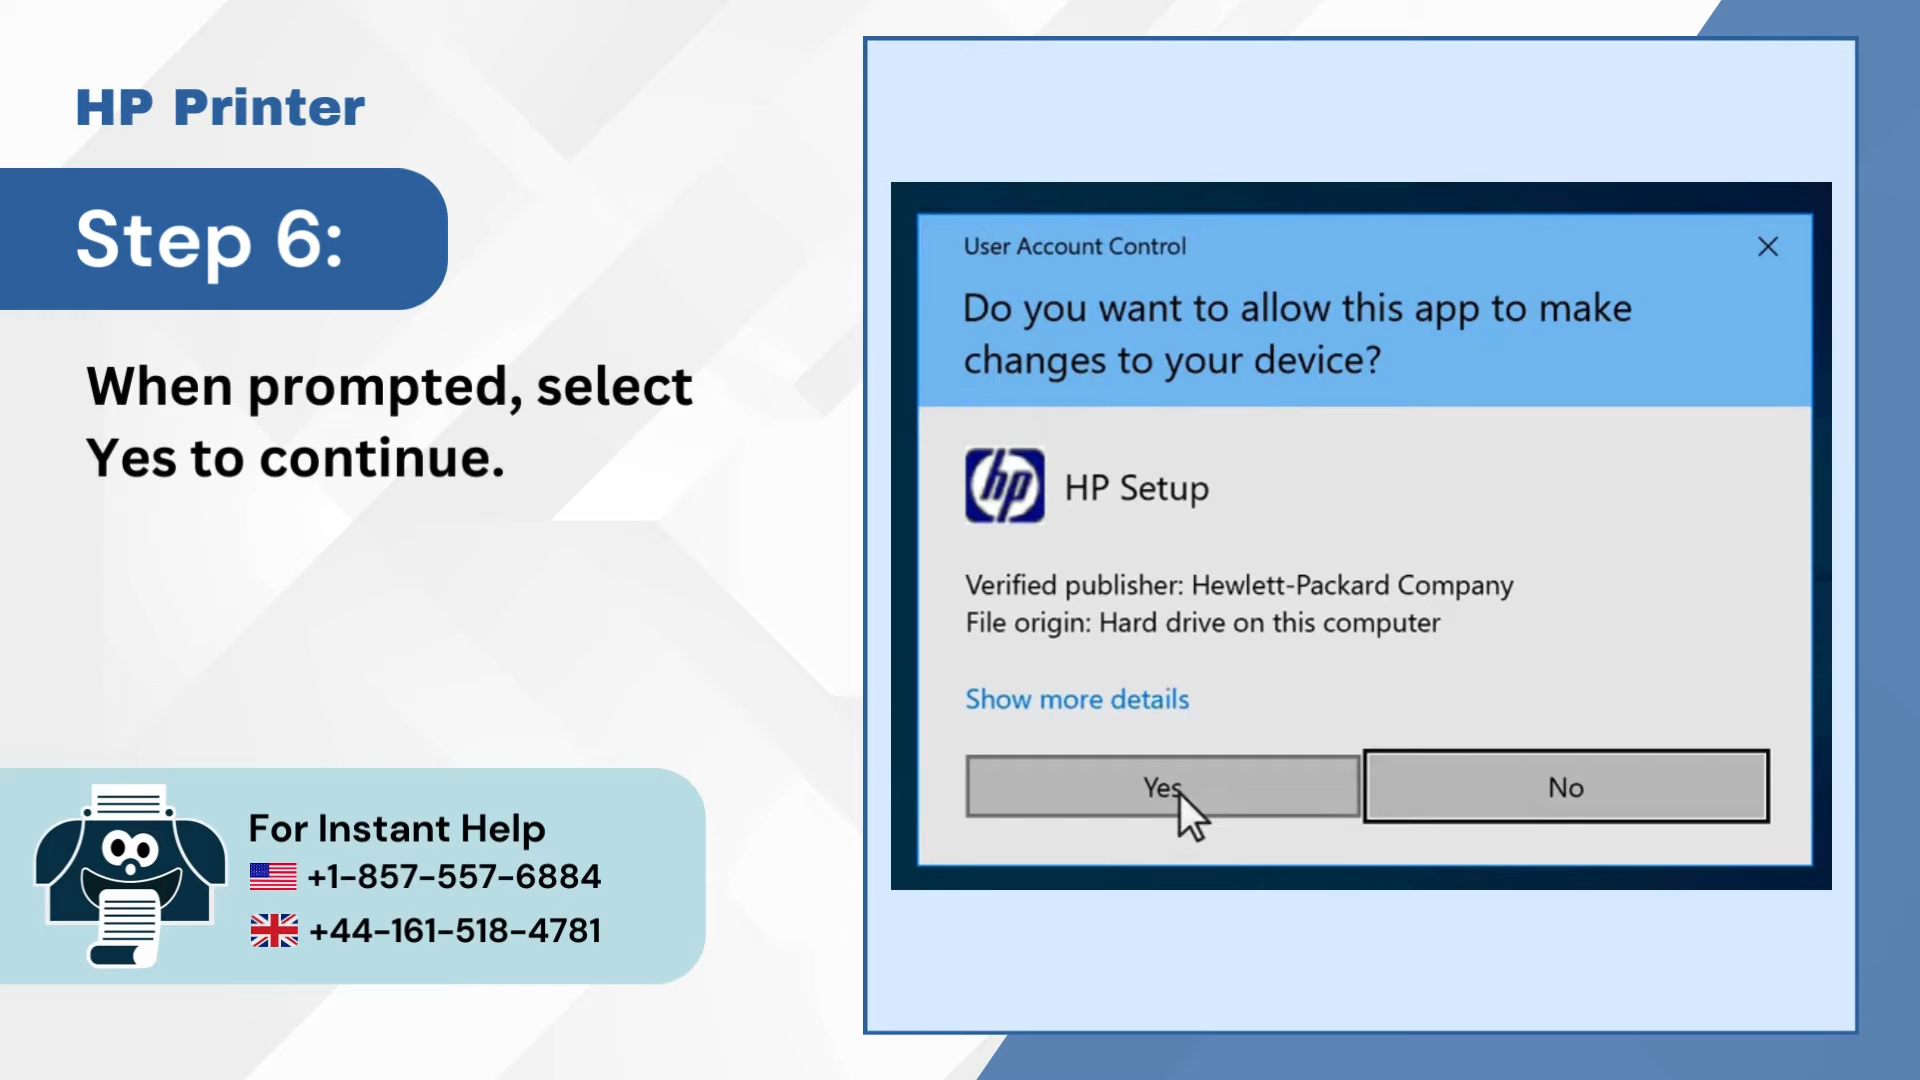 HP Printer
Step 6:
When prompted, select
Yes to continue.
For Instant Help
+1-857-557-6884
+44-161-518-4781
User Account Control
Do you want to allow this app to make
changes to your device?
hp
HP Setup
Verified publisher: Hewlett-Packard Company
File origin: Hard drive on this computer
Show more details
Yes
No